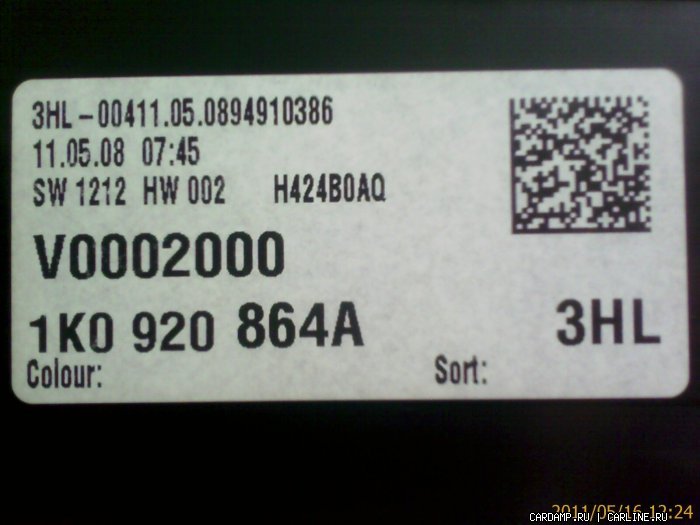 3HL-00411.05.0894910386
11.05.08 07:45
SW 1212 HW 002 H424B0AQ
V0002000
1K0 920 864A 3HL
Colour: Sort:
2011/05/16 12:24
CARDAMP.RU | CARLINE.RU